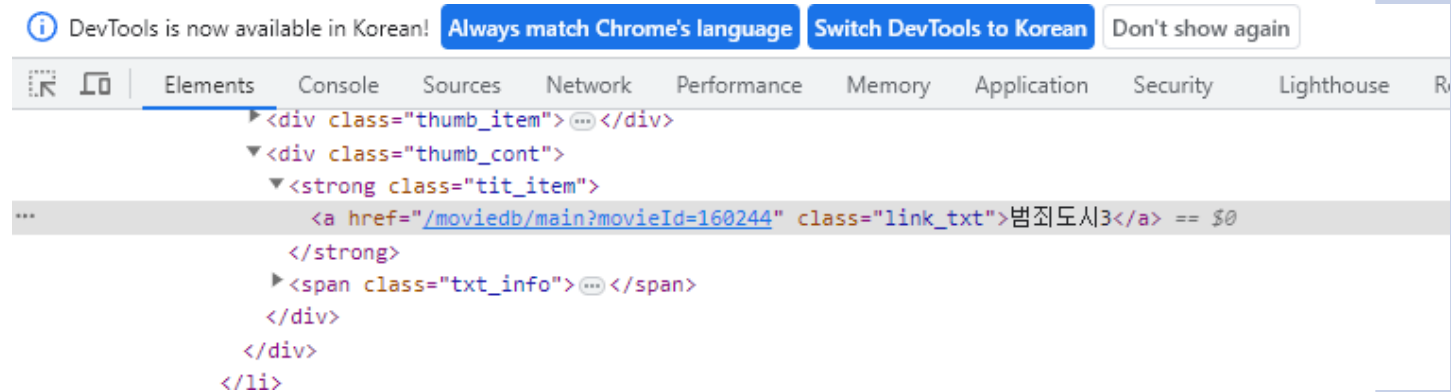 DevTools is now available in Korean! Always match Chrome's language Switch DevTools to Korean Don't show again
Elements Console Sources Network Performance Memory Application Security Lighthouse
<div class="thumb_item">…</div>
<div class="thumb_cont">
<strong class="tit_item">
… <a href="/moviedb/main?movieId=160244" class="link_txt">범죄도시3</a> == $0
</strong>
<span class="txt_info">…</span>
</div>
</div>
</li>